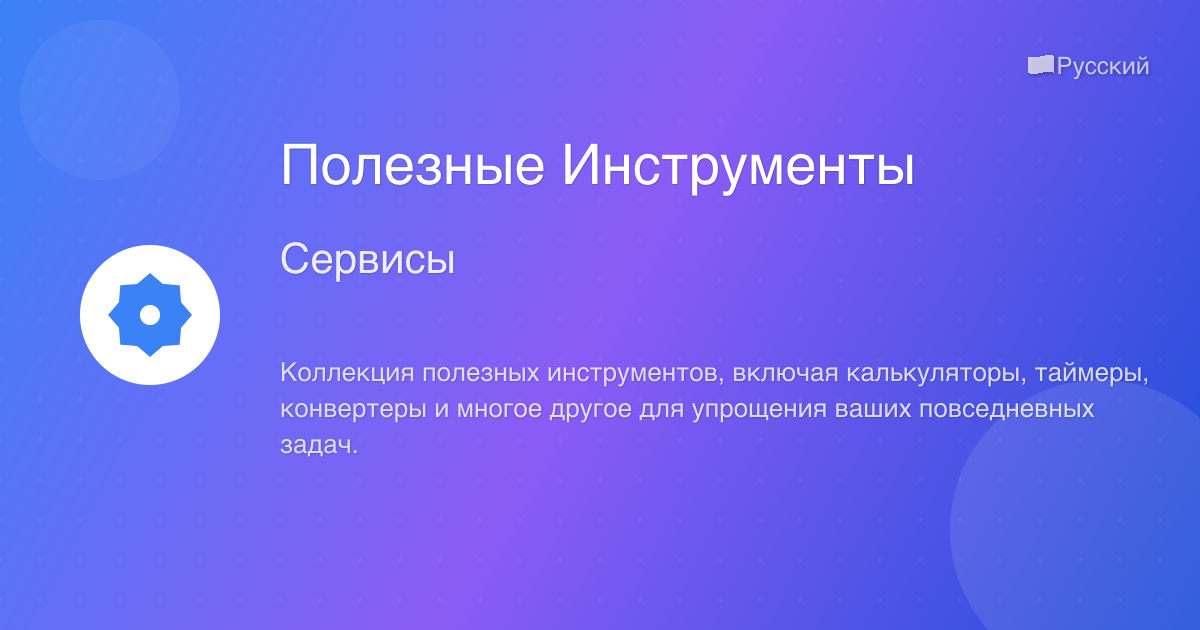 Русский
Полезные Инструменты
Сервисы
Коллекция полезных инструментов, включая калькуляторы, таймеры,
конвертеры и многое другое для упрощения ваших повседневных
задач.